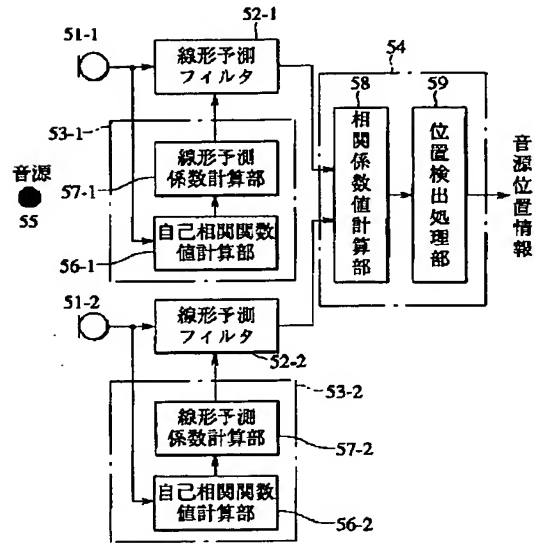 52-1
51-1
線形予測
フィルタ
54
58
59
相関係数値計算部
位置検出処理部
音源位置情報
53-1
線形予測
係数計算部
57-1
音源
55
自己相関関数
値計算部
56-1
51-2
線形予測
フィルタ
52-2
53-2
線形予測
係数計算部
57-2
自己相関関数
値計算部
56-2